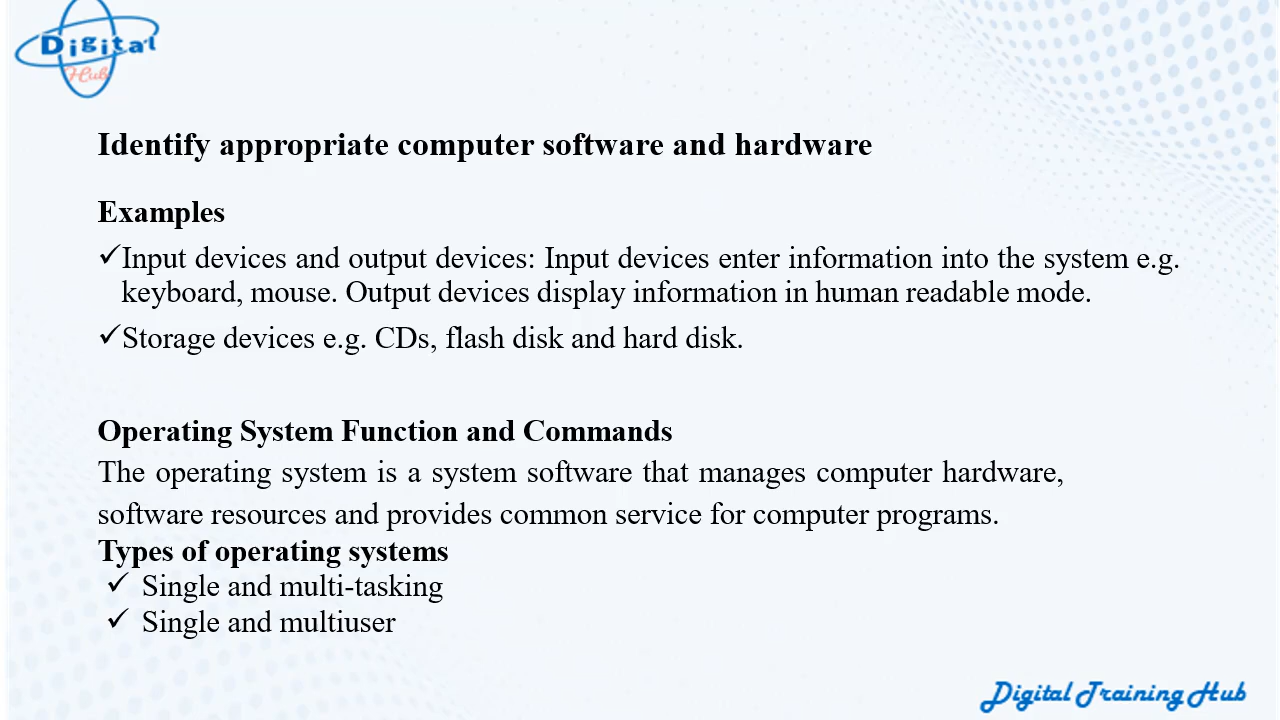 Digital
Hub
Identify appropriate computer software and hardware
Examples
✓Input devices and output devices: Input devices enter information into the system e.g.
keyboard, mouse. Output devices display information in human readable mode.
✓Storage devices e.g. CDs, flash disk and hard disk.
Operating System Function and Commands
The operating system is a system software that manages computer hardware,
software resources and provides common service for computer programs.
Types of operating systems
✓ Single and multi-tasking
✓ Single and multiuser
Digital Training Hub